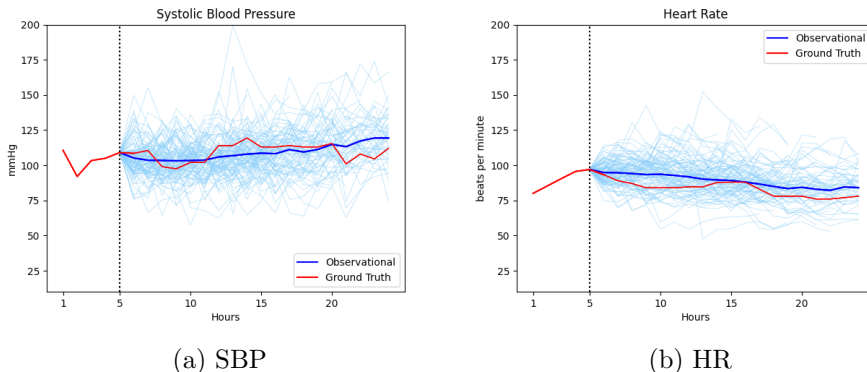 Systolic Blood Pressure
200
175
150
125
100
75
50
25
mmHg
1
5
10
15
20
Hours
Observational
Ground Truth
(a) SBP
Heart Rate
200
175
150
125
100
75
50
25
beats per minute
1
5
10
15
20
Hours
Observational
Ground Truth
(b) HR